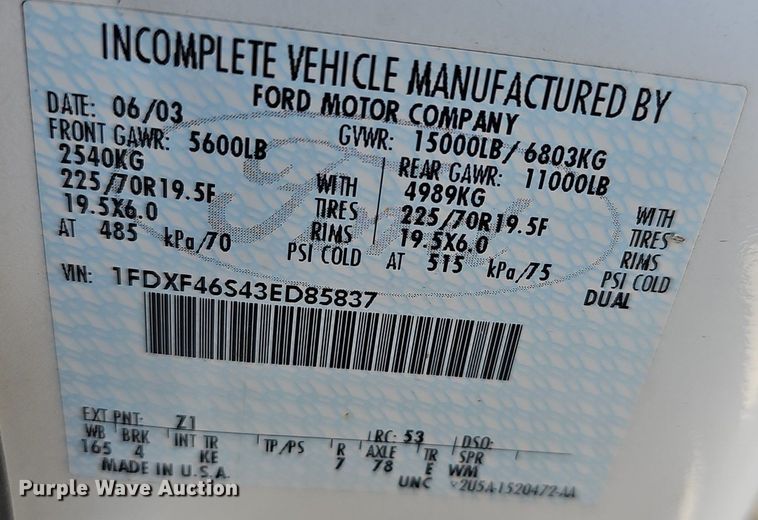 INCOMPLETE VEHICLE MANUFACTURED BY
FORD MOTOR COMPANY
DATE: 06/03 GVWR: 15000LB/ 6803KG
FRONT GAWR: 5600LB REAR GAWR: 11000LB
2540KG WITH 4989KG WITH
225/70R19.5F TIRES 225/70R19.5F TIRES
19.5X6.0 RIMS 19.5X6.0 RIMS
AT 485 kPa/70 PSI COLD AT 515 kPa/75 PSI COLD
DUAL
VIN: 1FDXF46S43ED85837
EXT PNT: Z1 RC: 53 DSO:
WB BRK INT TR TP/PS R AXLE TR SPR
165 4 KE 7 78 E WM
MADE IN U.S.A. UNC
Purple Wave Auction